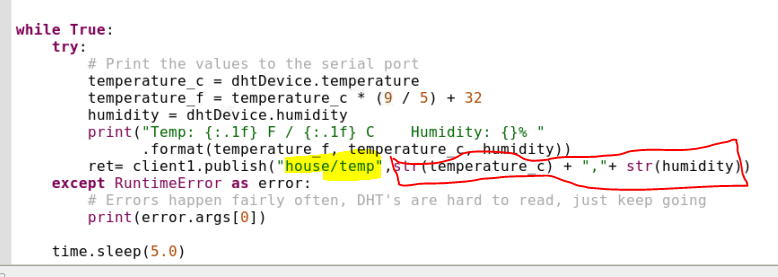 while True:
    try:
        # Print the values to the serial port
        temperature_c = dhtDevice.temperature
        temperature_f = temperature_c * (9 / 5) + 32
        humidity = dhtDevice.humidity
        print("Temp: {:.1f} F / {:.1f} C    Humidity: {}% "
              .format(temperature_f, temperature_c, humidity))
        ret= client1.publish("house/temp",str(temperature_c) + ","+ str(humidity))
    except RuntimeError as error:
        # Errors happen fairly often, DHT's are hard to read, just keep going
        print(error.args[0])
    time.sleep(5.0)